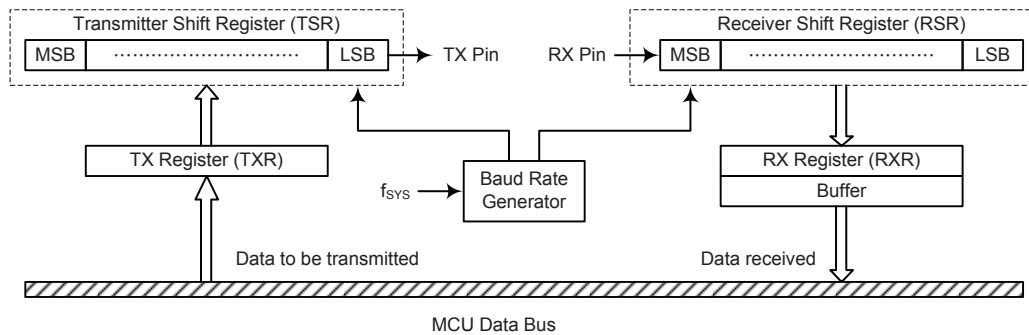 Transmitter Shift Register (TSR)
MSB ........................................ LSB
TX Pin
RX Pin
Receiver Shift Register (RSR)
MSB ........................................ LSB
TX Register (TXR)
fSYS
Baud Rate
Generator
RX Register (RXR)
Buffer
Data to be transmitted
Data received
MCU Data Bus